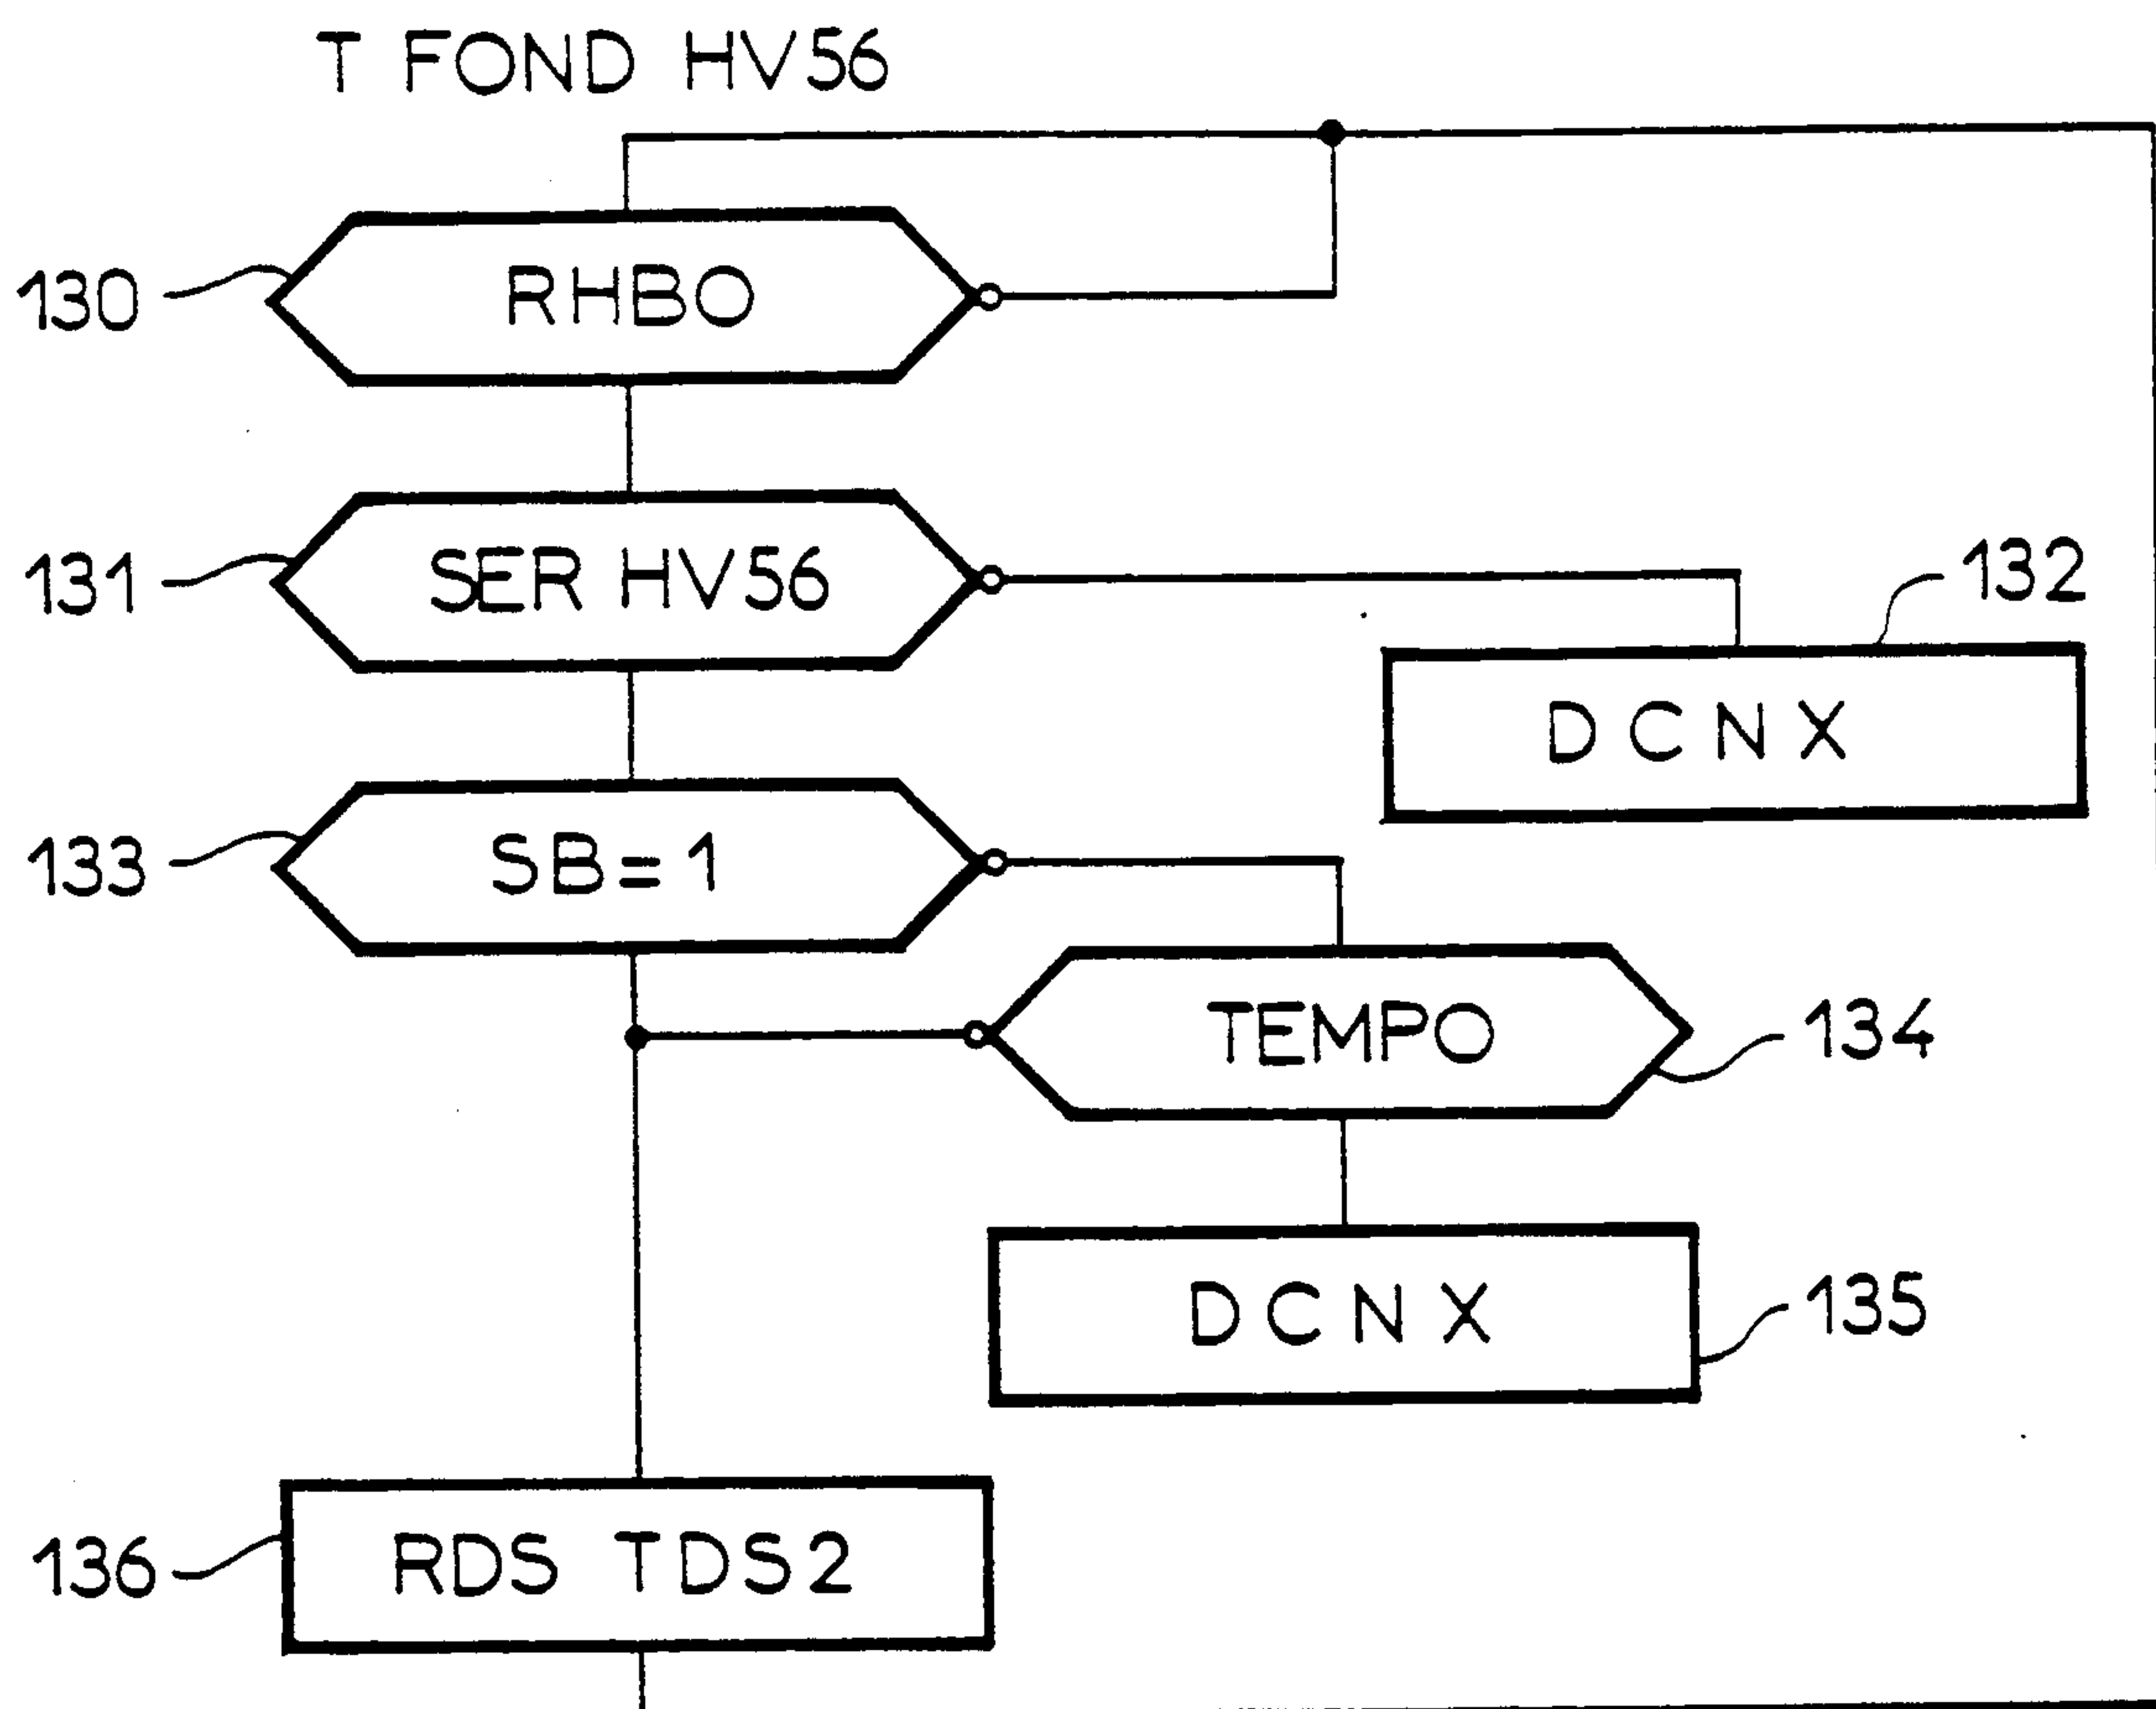 T FOND HV56
130
RHBO
131
SER HV56
132
DCNX
133
SB=1
TEMPO
134
DCNX
135
136
RDS TDS2